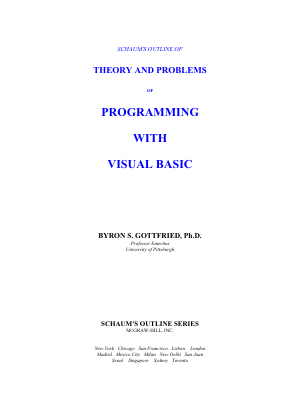 SCHAUM'S OUTLINE OF
THEORY AND PROBLEMS
OF
PROGRAMMING
WITH
VISUAL BASIC
BYRON S. GOTTFRIED, Ph.D.
Professor Emeritus
University of Pittsburgh
SCHAUM'S OUTLINE SERIES
McGRAW-HILL, INC.
New York Chicago San Francisco Lisbon London
Madrid Mexico City Milan New Delhi San Juan
Seoul Singapore Sydney Toronto